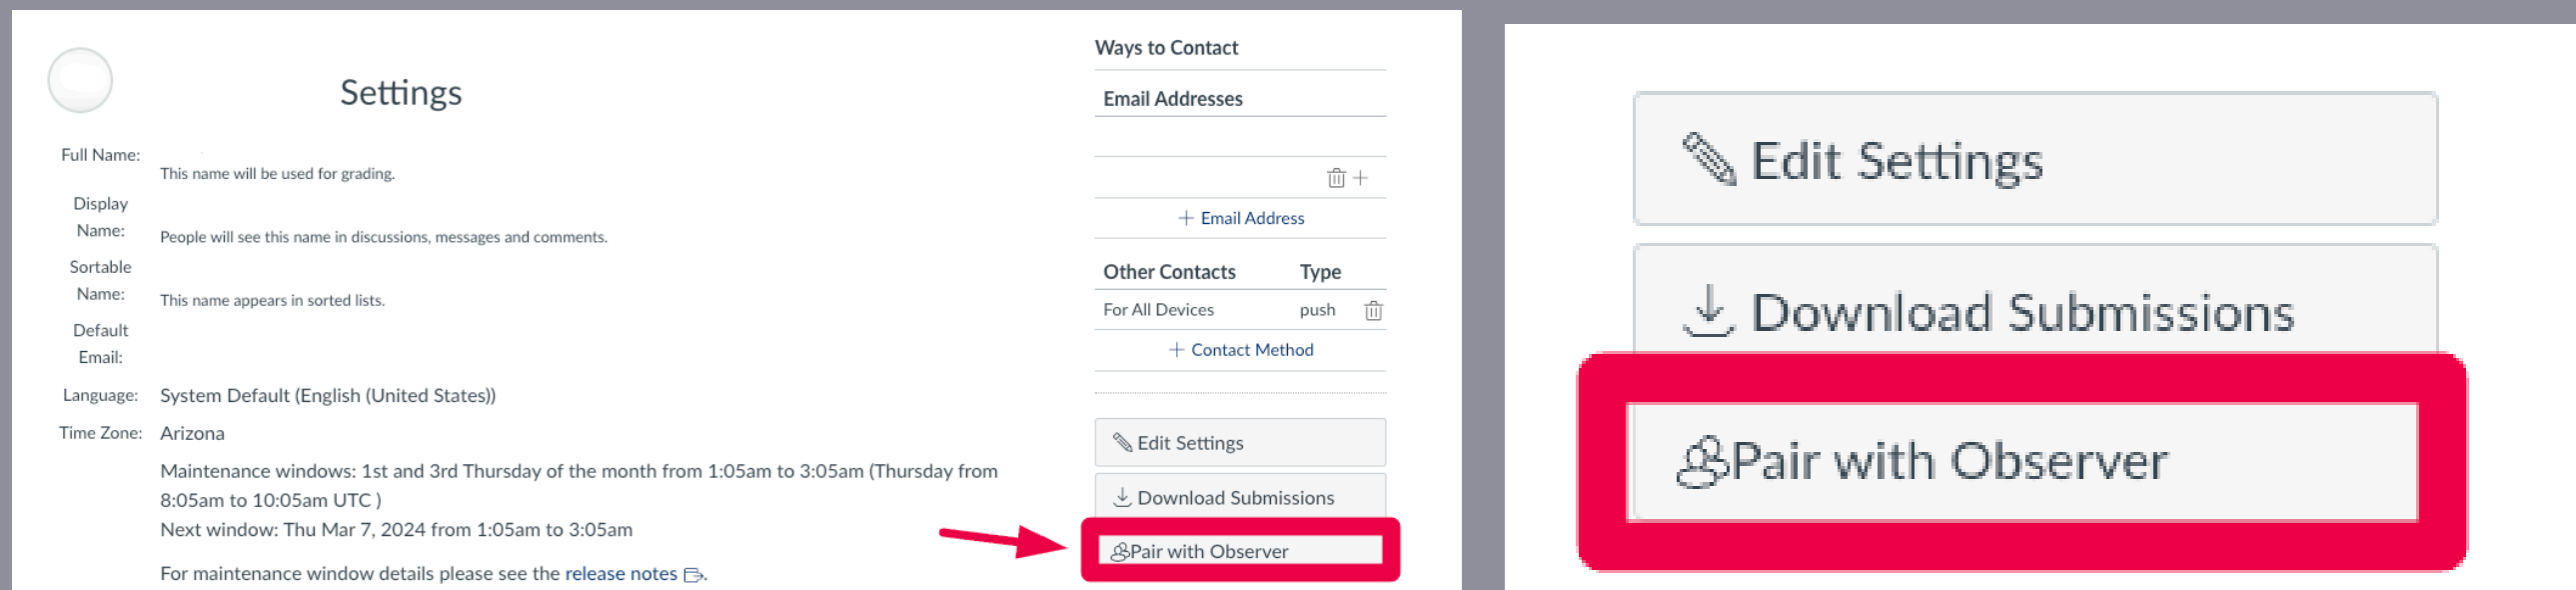 Settings
Full Name:
This name will be used for grading.
Display
Name:
People will see this name in discussions, messages and comments.
Sortable
Name:
This name appears in sorted lists.
Default
Email:
Language: System Default (English (United States))
Time Zone: Arizona
Maintenance windows: 1st and 3rd Thursday of the month from 1:05am to 3:05am (Thursday from
8:05am to 10:05am UTC )
Next window: Thu Mar 7, 2024 from 1:05am to 3:05am
For maintenance window details please see the release notes.
Ways to Contact
Email Addresses
+ Email Address
Other Contacts Type
For All Devices push
+ Contact Method
Edit Settings
Download Submissions
Pair with Observer
Edit Settings
Download Submissions
Pair with Observer